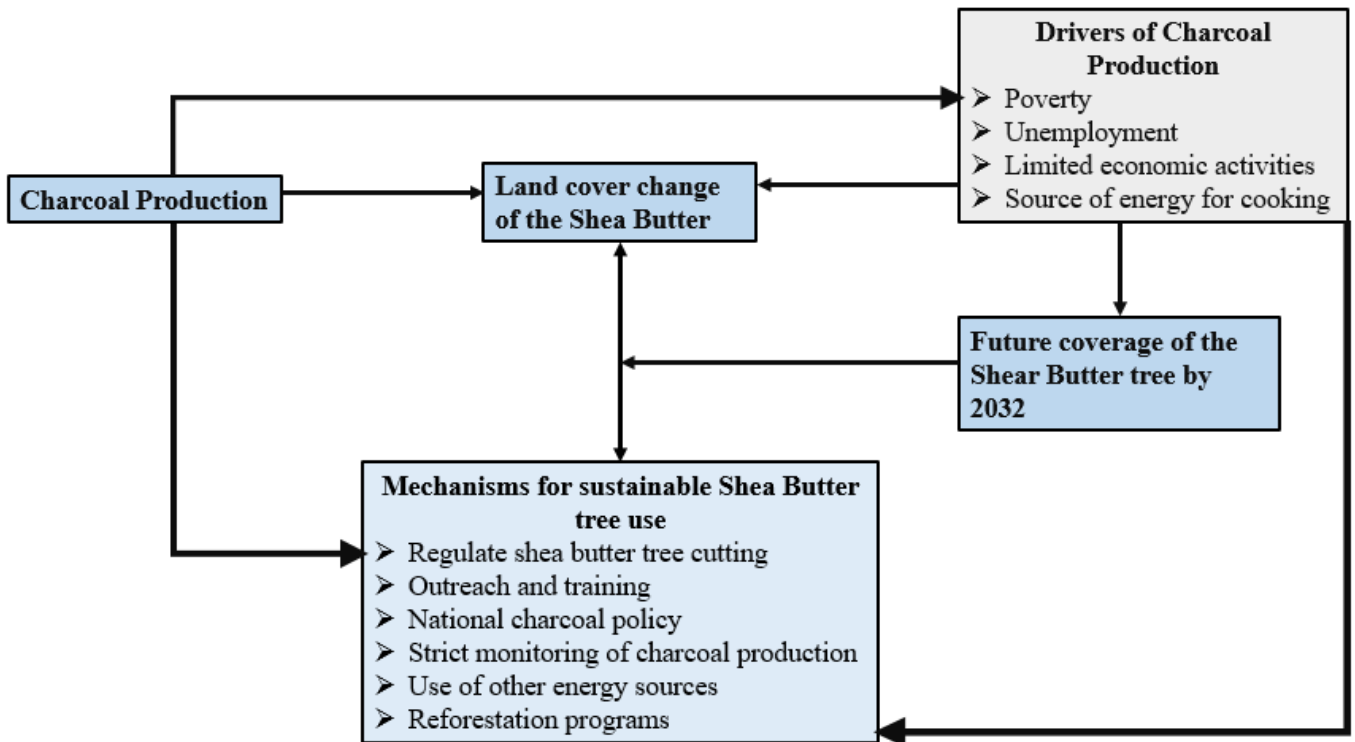 Drivers of Charcoal
Production
➤ Poverty
➤ Unemployment
➤ Limited economic activities
➤ Source of energy for cooking
Charcoal Production
Land cover change
of the Shea Butter
Future coverage of the
Shear Butter tree by
2032
Mechanisms for sustainable Shea Butter
tree use
➤ Regulate shea butter tree cutting
➤ Outreach and training
➤ National charcoal policy
➤ Strict monitoring of charcoal production
➤ Use of other energy sources
➤ Reforestation programs